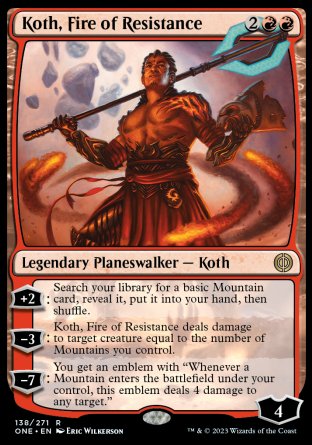 Koth, Fire of Resistance 2
Legendary Planeswalker — Koth
+2: Search your library for a basic Mountain
card, reveal it, put it into your hand, then
shuffle.
-3: Koth, Fire of Resistance deals damage
to target creature equal to the number of
Mountains you control.
-7: You get an emblem with “Whenever a
Mountain enters the battlefield under your
control, this emblem deals 4 damage to
any target.”
4
138/271 R
ONE • EN Eric Wilkerson
™ & © 2023 Wizards of the Coast